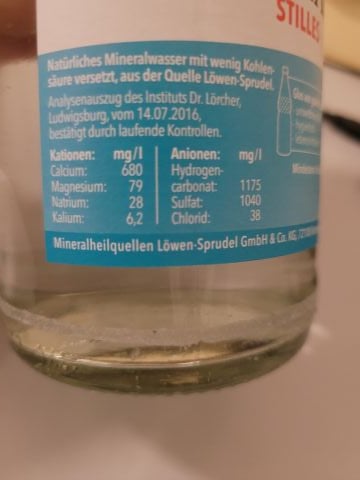 STILLES
Natürliches Mineralwasser mit wenig Kohlen-
säure versetzt, aus der Quelle Löwen-Sprudel.
Analysenauszug des Instituts Dr. Lörcher,
Ludwigsburg, vom 14.07.2016,
bestätigt durch laufende Kontrollen.
Kationen: mg/l
Calcium: 680
Magnesium: 79
Natrium: 28
Kalium: 6,2
Anionen: mg/l
Hydrogen-
carbonat: 1175
Sulfat: 1040
Chlorid: 38
Mineralheilquellen Löwen-Sprudel GmbH & Co. KG,